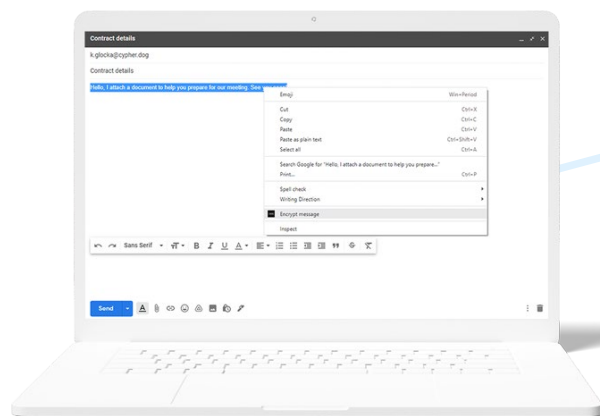 Contract details
k.glocka@cypher.dog
Contract details
Hello, I attach a document to help you prepare for our meeting. See you
Emoji Win+Period
Cut Ctrl+X
Copy Ctrl+C
Paste Ctrl+V
Paste as plain text Ctrl+Shift+V
Select all Ctrl+A
Search Google for "Hello, I attach a document to help you prepare..."
Print... Ctrl+P
Spell check
Writing Direction
Encrypt message
Inspect
Sans Serif
Send